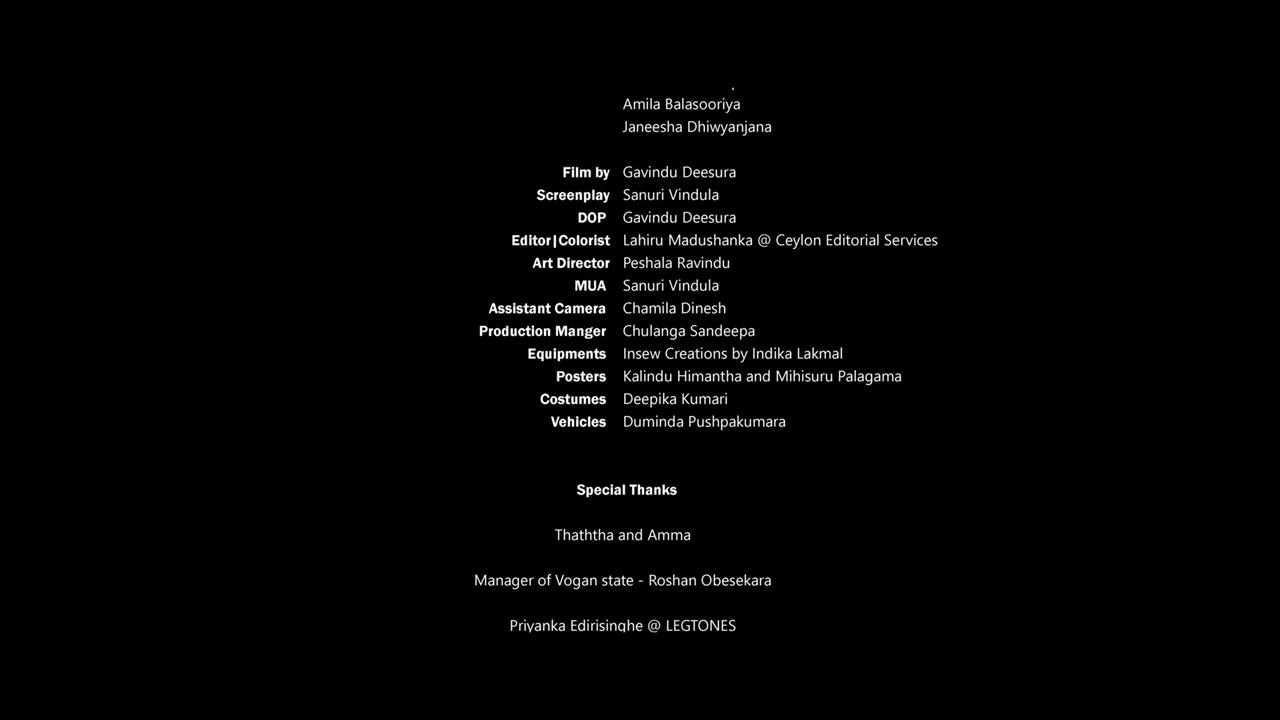 Amila Balasooriya
Janeesha Dhiwyanjana
Film by Gavindu Deesura
Screenplay Sanuri Vindula
DOP Gavindu Deesura
Editor|Colorist Lahiru Madushanka @ Ceylon Editorial Services
Art Director Peshala Ravindu
MUA Sanuri Vindula
Assistant Camera Chamila Dinesh
Production Manger Chulanga Sandeepa
Equipments Insew Creations by Indika Lakmal
Posters Kalindu Himantha and Mihisuru Palagama
Costumes Deepika Kumari
Vehicles Duminda Pushpakumara
Special Thanks
Thaththa and Amma
Manager of Vogan state - Roshan Obesekara
Priyanka Edirisinghe @ LEGTONES